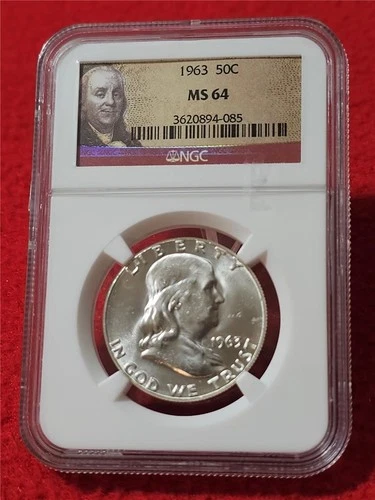 1963 50C
MS 64
3620894-085
NGC
LIBERTY
1963
IN GOD WE TRUST